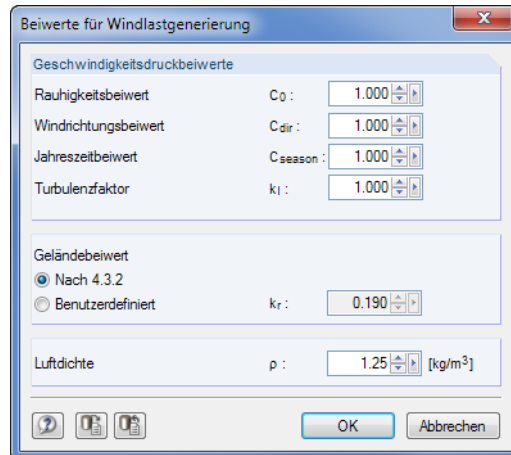 Beiwerte für Windlastgenerierung
Geschwindigkeitsdruckbeiwerte
Rauhigkeitsbeiwert C0 : 1.000
Windrichtungsbeiwert Cdir : 1.000
Jahreszeitbeiwert Cseason : 1.000
Turbulenzfaktor kI : 1.000
Geländebeiwert
Nach 4.3.2
Benutzerdefiniert kr : 0.190
Luftdichte ρ : 1.25 [kg/m³]
OK Abbrechen